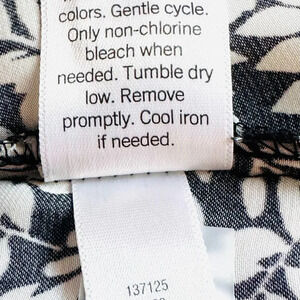 colors. Gentle cycle.
Only non-chlorine
bleach when
needed. Tumble dry
low. Remove
promptly. Cool iron
if needed.
137125